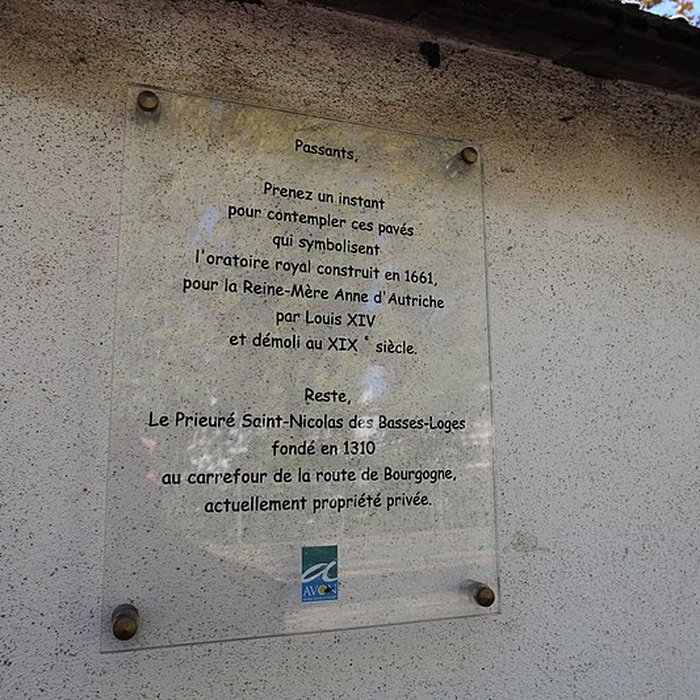 Passants,
Prenez un instant
pour contempler ces pavés
qui symbolisent
l'oratoire royal construit en 1661,
pour la Reine-Mère Anne d'Autriche
par Louis XIV
et démoli au XIX e siècle.
Reste,
Le Prieuré Saint-Nicolas des Basses-Loges
fondé en 1310
au carrefour de la route de Bourgogne,
actuellement propriété privée.
AVON